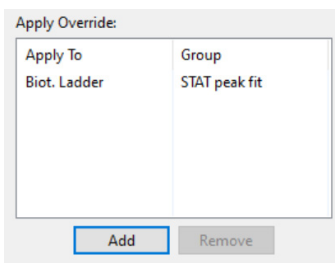 Apply Override:
Apply To Group
Biot. Ladder STAT peak fit
Add Remove